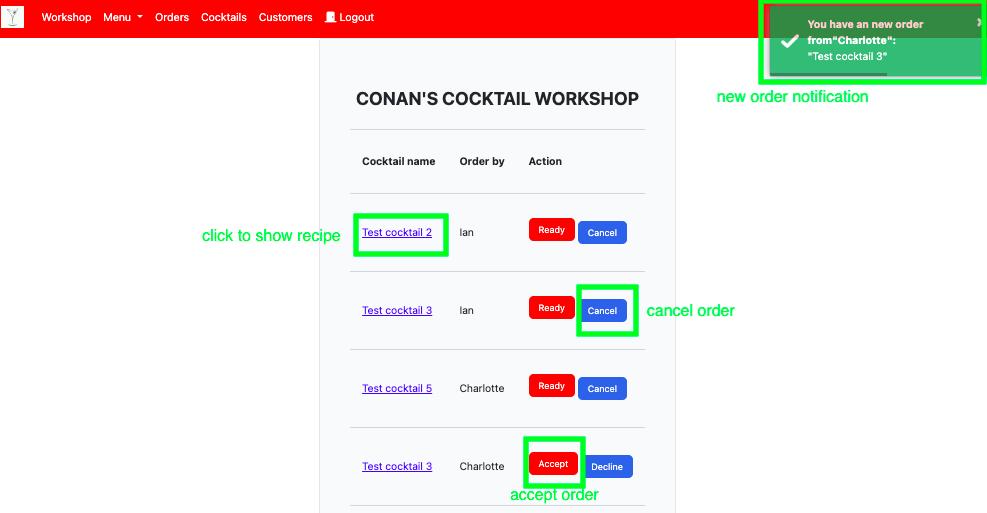 Workshop Menu Orders Cocktails Customers Logout
You have an new order
from"Charlotte":
"Test cocktail 3"
new order notification
CONAN'S COCKTAIL WORKSHOP
Cocktail name Order by Action
click to show recipe Test cocktail 2 Ian Ready Cancel
Test cocktail 3 Ian Ready Cancel cancel order
Test cocktail 5 Charlotte Ready Cancel
Test cocktail 3 Charlotte Accept Decline
accept order